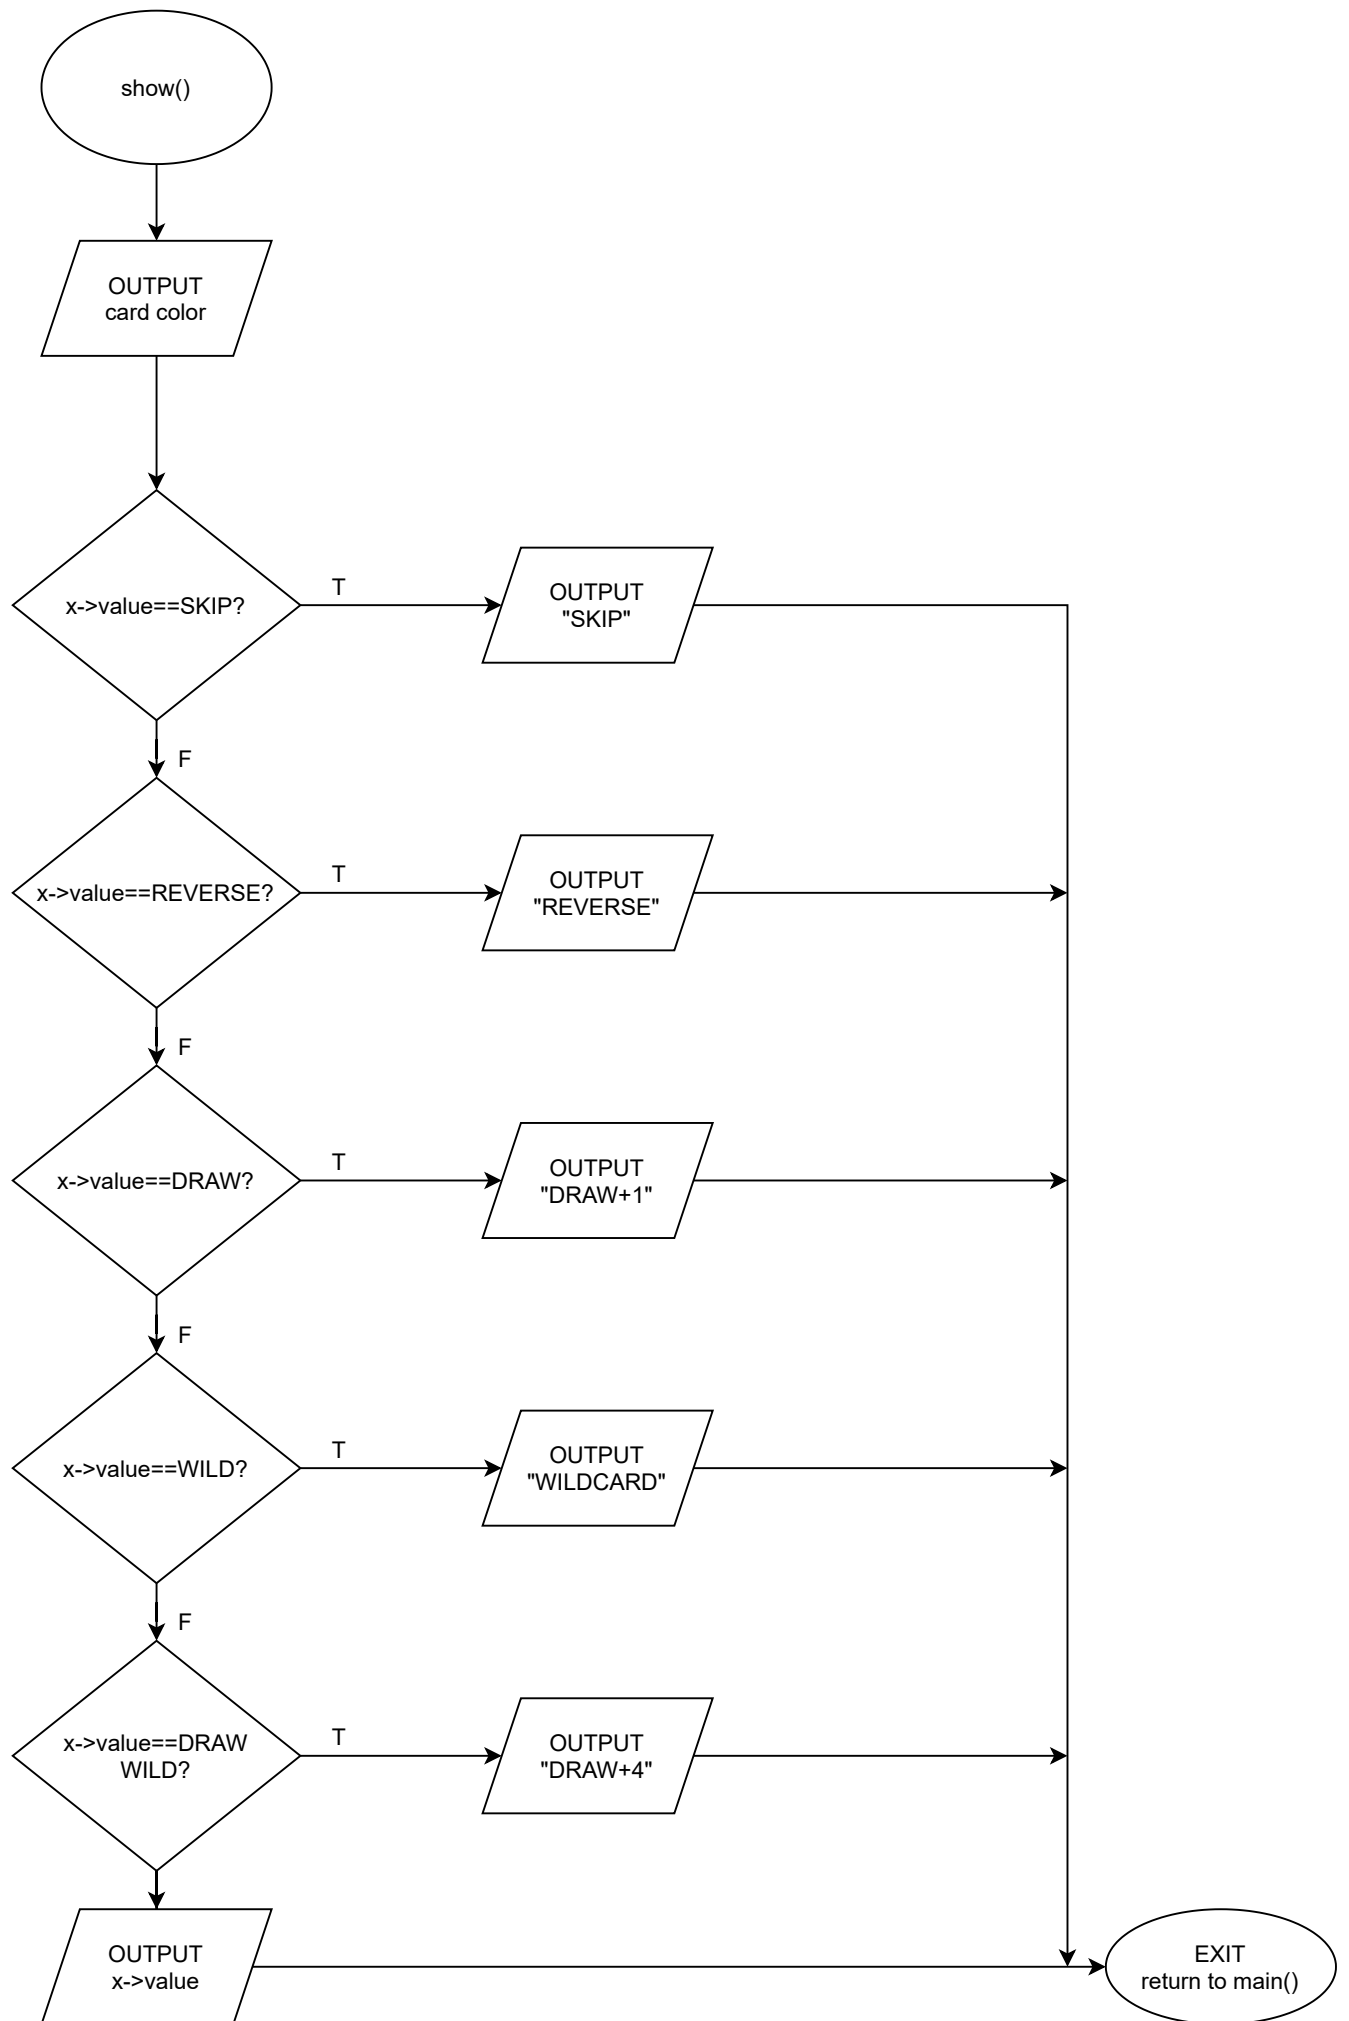 show()
OUTPUT
card color
x->value==SKIP?
T
OUTPUT
"SKIP"
F
x->value==REVERSE?
T
OUTPUT
"REVERSE"
F
x->value==DRAW?
T
OUTPUT
"DRAW+1"
F
x->value==WILD?
T
OUTPUT
"WILDCARD"
F
x->value==DRAW
WILD?
T
OUTPUT
"DRAW+4"
OUTPUT
x->value
EXIT
return to main()